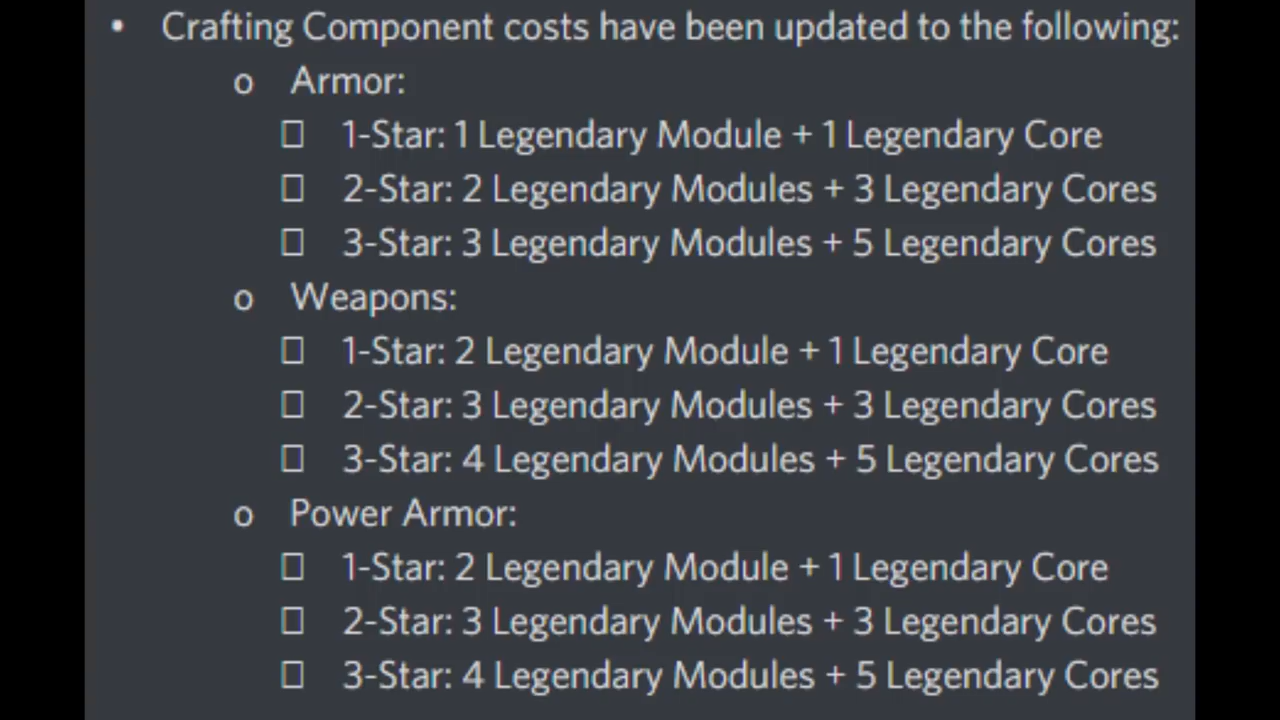 • Crafting Component costs have been updated to the following:
o Armor:
□ 1-Star: 1 Legendary Module + 1 Legendary Core
□ 2-Star: 2 Legendary Modules + 3 Legendary Cores
□ 3-Star: 3 Legendary Modules + 5 Legendary Cores
o Weapons:
□ 1-Star: 2 Legendary Module + 1 Legendary Core
□ 2-Star: 3 Legendary Modules + 3 Legendary Cores
□ 3-Star: 4 Legendary Modules + 5 Legendary Cores
o Power Armor:
□ 1-Star: 2 Legendary Module + 1 Legendary Core
□ 2-Star: 3 Legendary Modules + 3 Legendary Cores
□ 3-Star: 4 Legendary Modules + 5 Legendary Cores